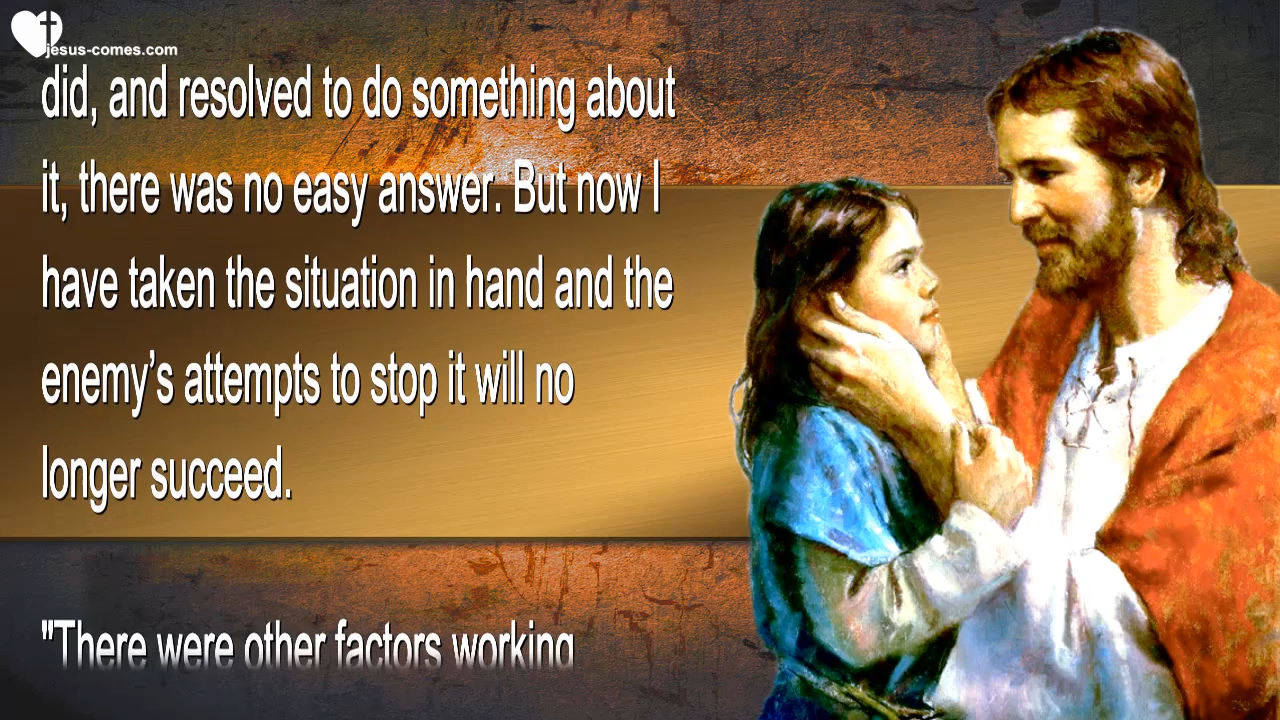 jesus-comes.com
did, and resolved to do something about
it, there was no easy answer. But now I
have taken the situation in hand and the
enemy’s attempts to stop it will no
longer succeed.
"There were other factors working